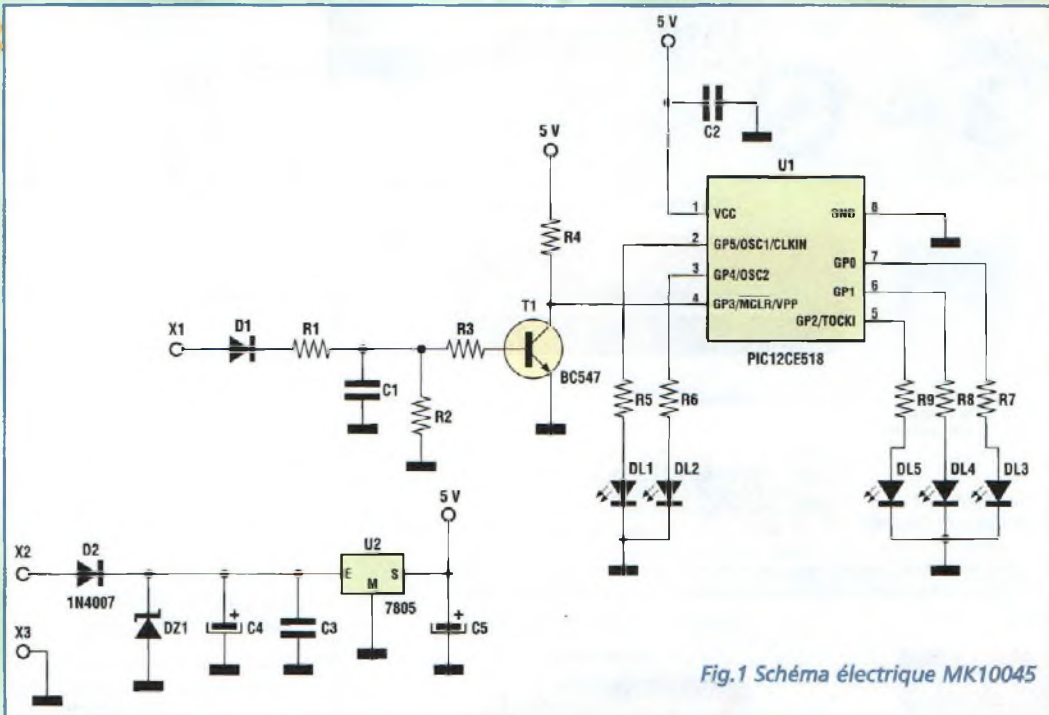 5 V
C2
5 V
U1
1 VCC
GND 8
R4
2 GP5/OSC1/CLKIN
GP0 7
3 GP4/OSC2
GP1 6
T1
4 GP3/MCLR/VPP
GP2/TOCKI 5
X1
D1
R1
R3
PIC12CE518
BC547
C1
R2
R5
R6
R9
R8
R7
DL1
DL2
DL5
DL4
DL3
5 V
X2
D2
U2
E
M
S
1N4007
7805
X3
DZ1
C4
+
C3
C5
+
Fig.1 Schéma électrique MK10045